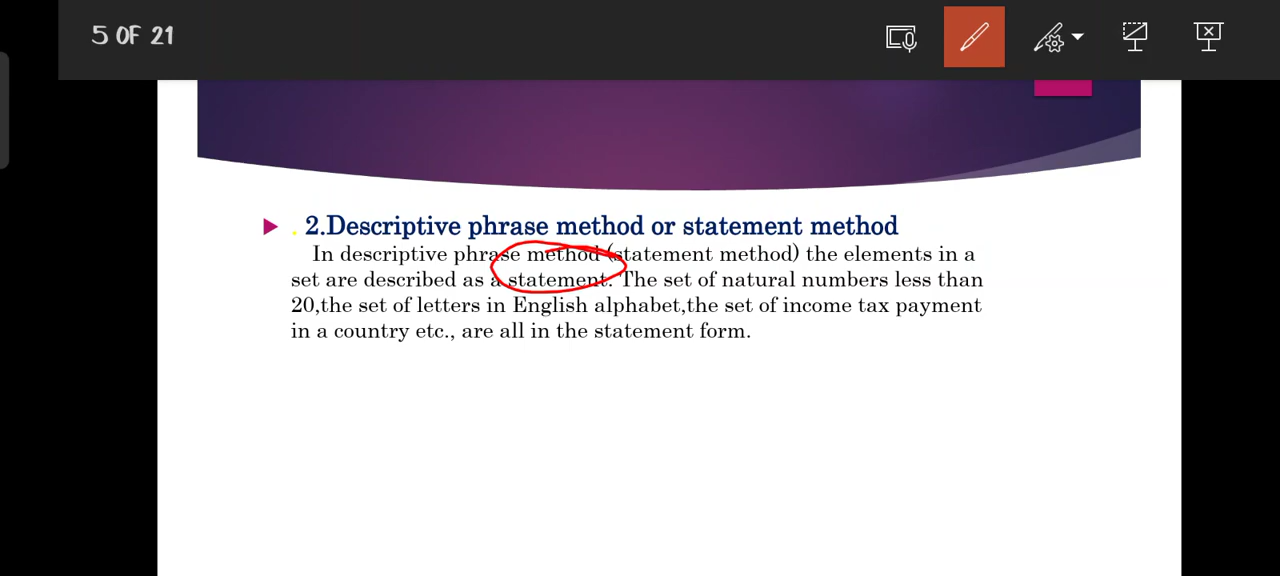 5 OF 21
. 2.Descriptive phrase method or statement method
In descriptive phrase method (statement method) the elements in a
set are described as a statement. The set of natural numbers less than
20,the set of letters in English alphabet,the set of income tax payment
in a country etc., are all in the statement form.